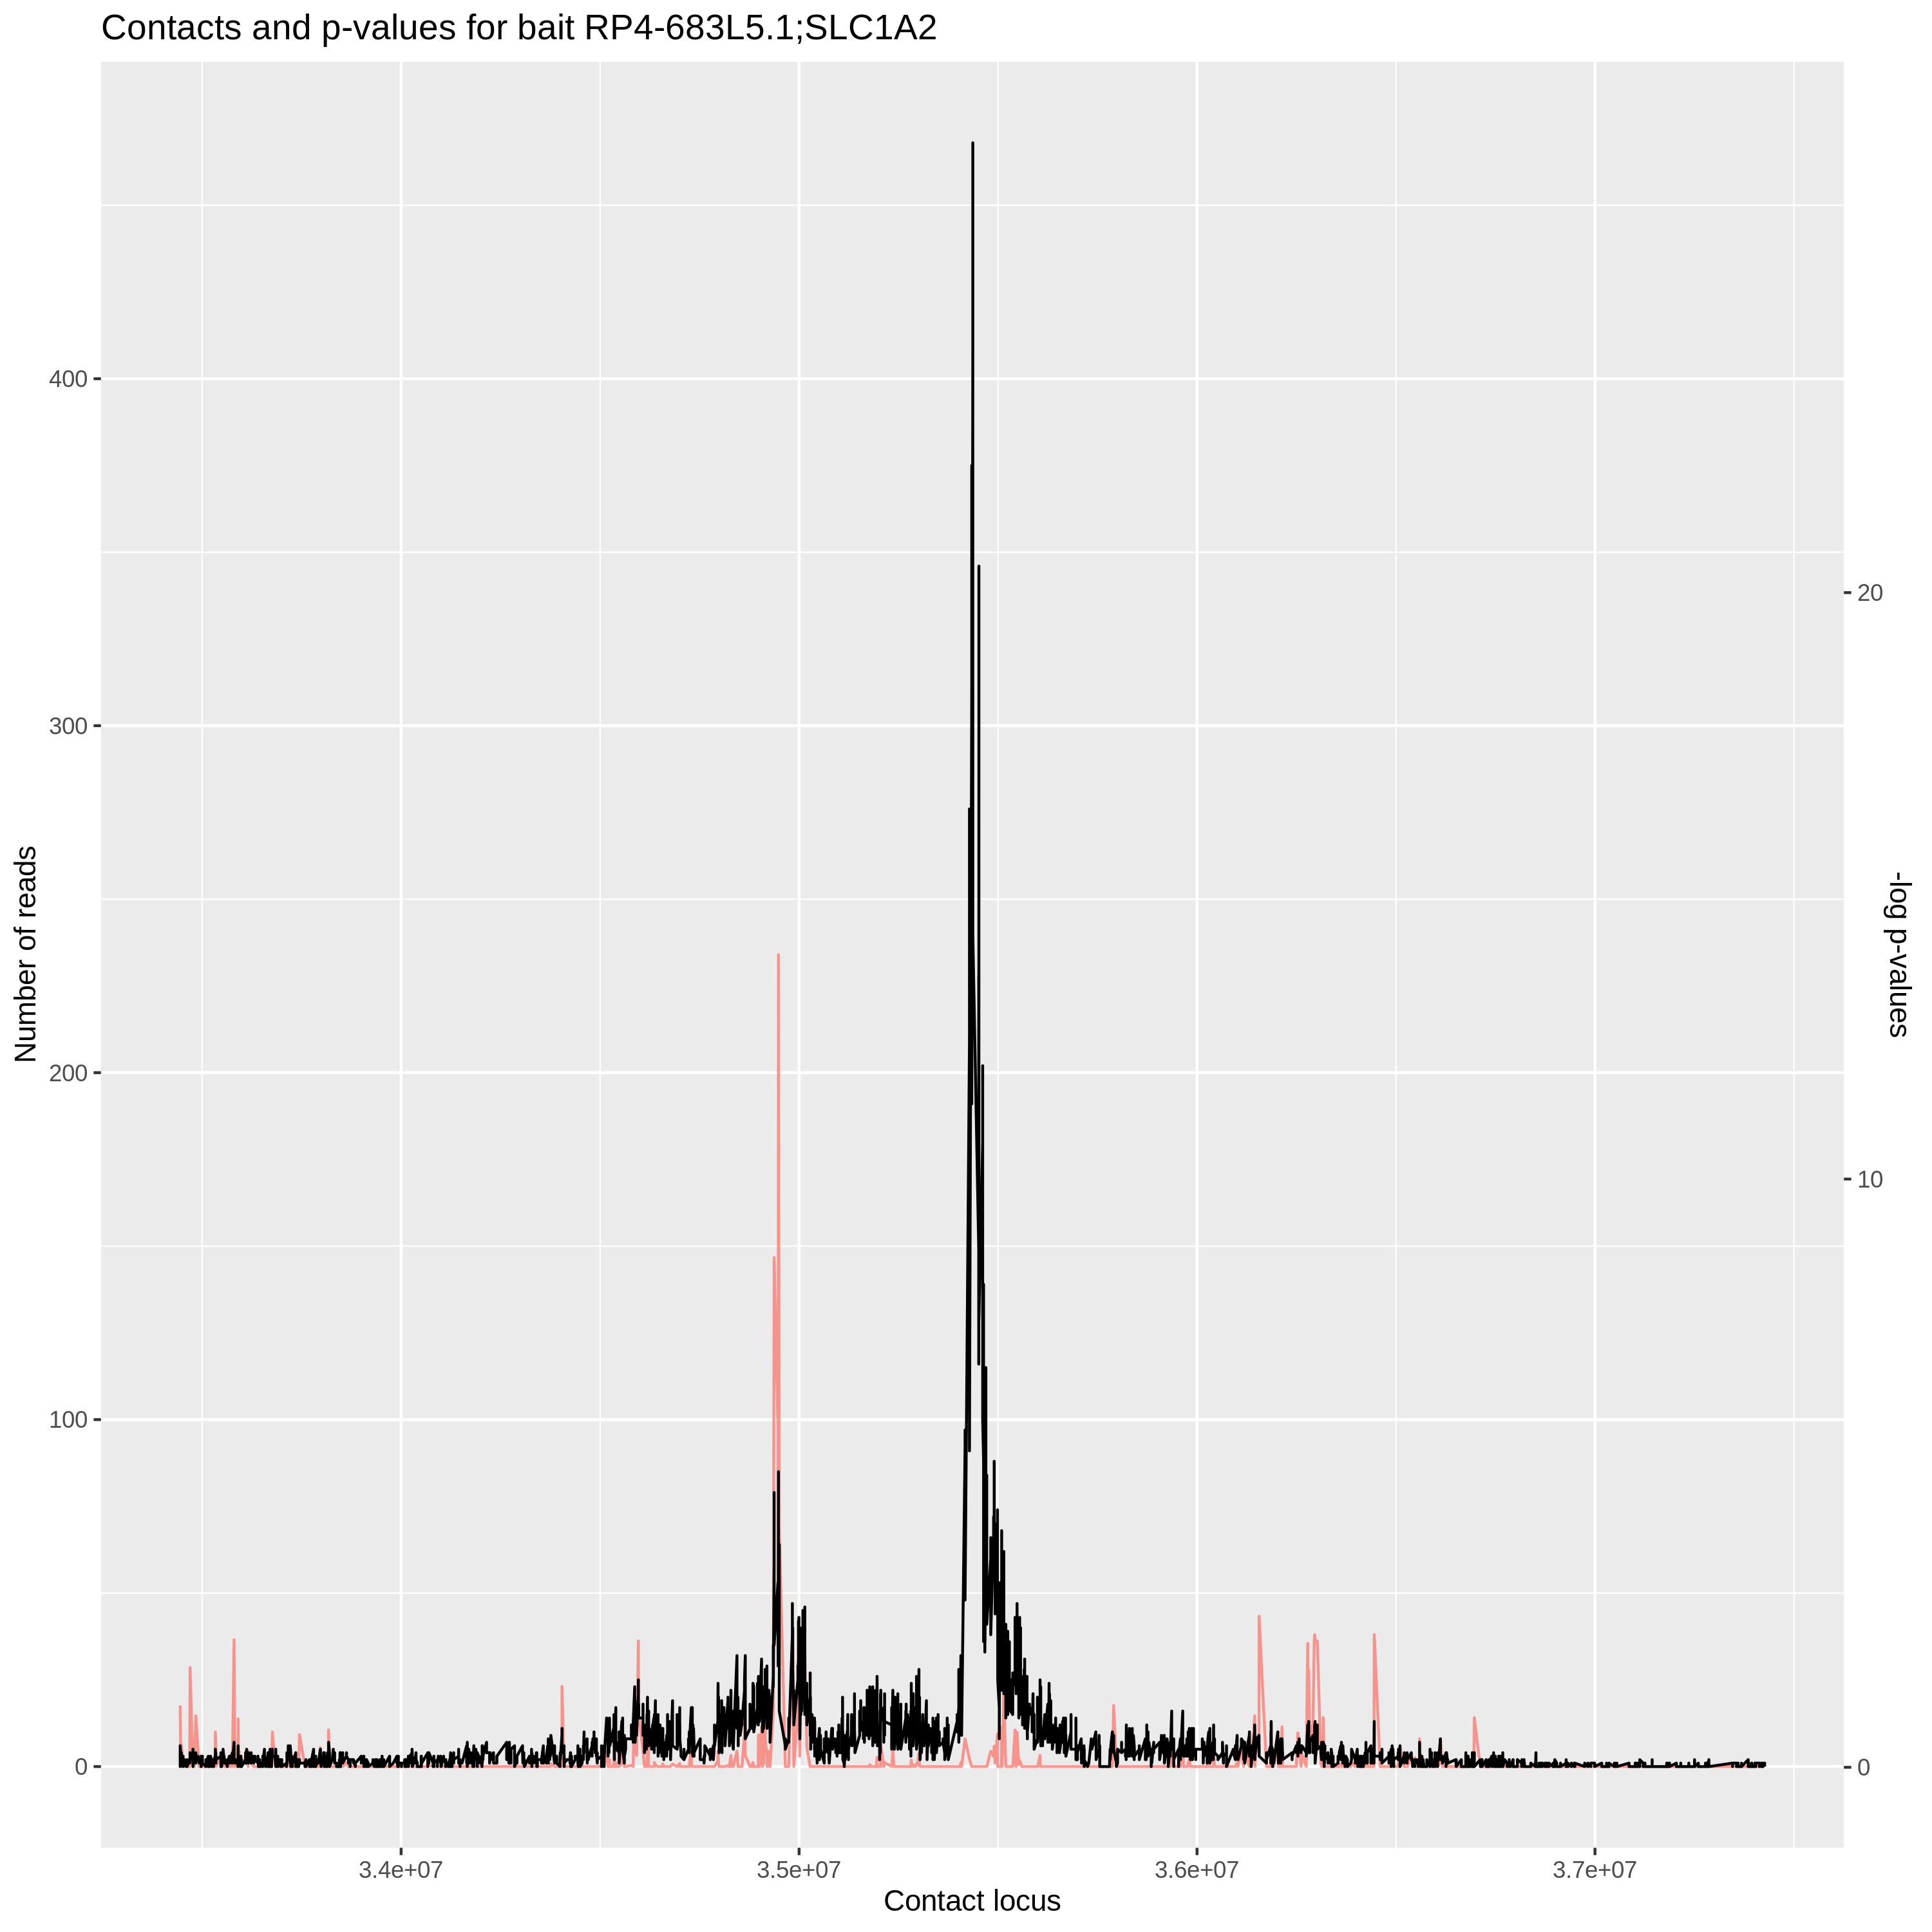 Contacts and p-values for bait RP4-683L5.1;SLC1A2
400
300
200
100
0
Number of reads
20
10
0
-log p-values
3.4e+07
3.5e+07
3.6e+07
3.7e+07
Contact locus